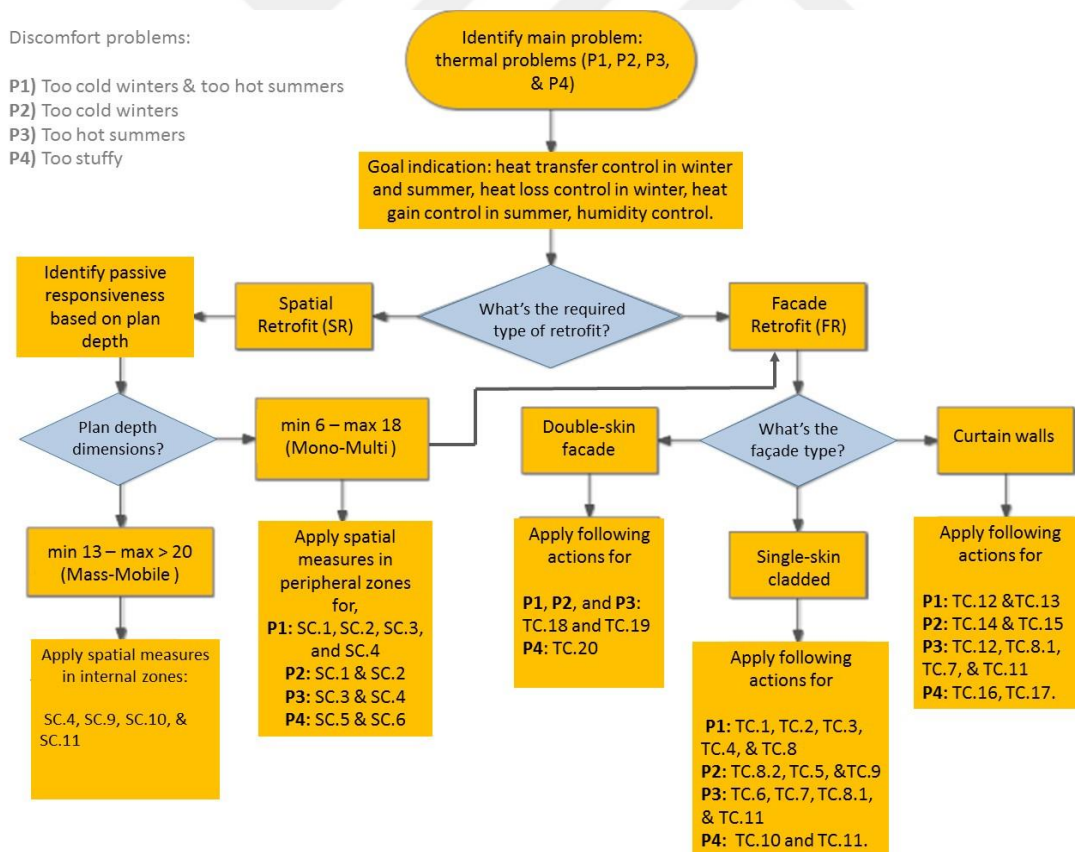 Discomfort problems:
P1) Too cold winters & too hot summers
P2) Too cold winters
P3) Too hot summers
P4) Too stuffy
Identify main problem:
thermal problems (P1, P2, P3,
& P4)
Goal indication: heat transfer control in winter
and summer, heat loss control in winter, heat
gain control in summer, humidity control.
What's the required
type of retrofit?
Spatial
Retrofit (SR)
Identify passive
responsiveness
based on plan
depth
Facade
Retrofit (FR)
Plan depth
dimensions?
min 6 – max 18
(Mono-Multi )
min 13 – max > 20
(Mass-Mobile )
Apply spatial measures
in internal zones:
SC.4, SC.9, SC.10, &
SC.11
Apply spatial
measures in
peripheral zones
for,
P1: SC.1, SC.2, SC.3,
and SC.4
P2: SC.1 & SC.2
P3: SC.3 & SC.4
P4: SC.5 & SC.6
What's the
façade type?
Double-skin
facade
Apply following
actions for
P1, P2, and P3:
TC.18 and TC.19
P4: TC.20
Single-skin
cladded
Apply following
actions for
P1: TC.1, TC.2, TC.3,
TC.4, & TC.8
P2: TC.8.2, TC.5, &TC.9
P3: TC.6, TC.7, TC.8.1,
& TC.11
P4: TC.10 and TC.11.
Curtain walls
Apply following
actions for
P1: TC.12 &TC.13
P2: TC.14 & TC.15
P3: TC.12, TC.8.1,
TC.7, & TC.11
P4: TC.16, TC.17.